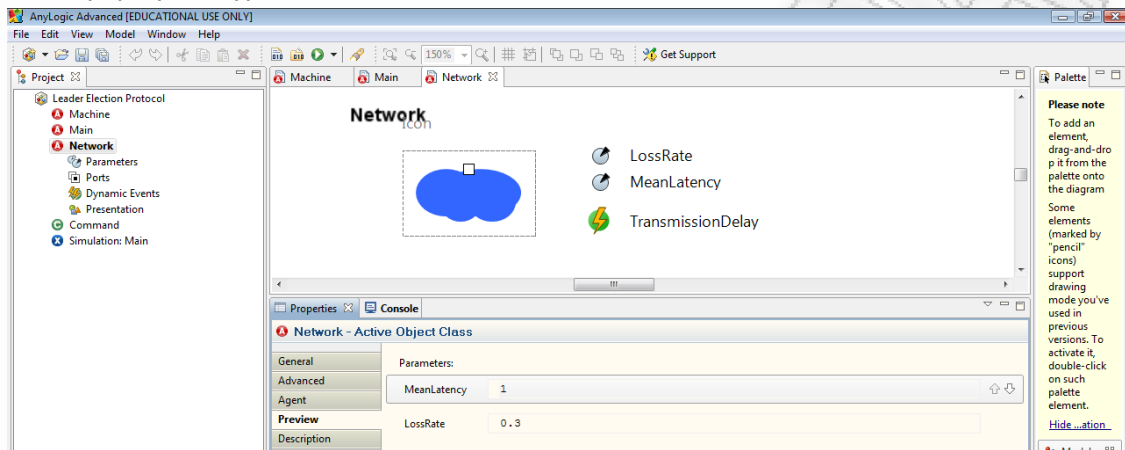 AnyLogic Advanced [EDUCATIONAL USE ONLY]
File Edit View Model Window Help
150% Get Support
Project
Leader Election Protocol
Machine
Main
Network
Parameters
Ports
Dynamic Events
Presentation
Command
Simulation: Main
Machine Main Network
Network
icon
LossRate
MeanLatency
TransmissionDelay
Properties Console
Network - Active Object Class
General
Advanced
Agent
Preview
Description
Parameters:
MeanLatency 1
LossRate 0.3
Palette
Please note
To add an
element,
drag-and-dro
p it from the
palette onto
the diagram
Some
elements
(marked by
"pencil"
icons)
support
drawing
mode you've
used in
previous
versions. To
activate it,
double-click
on such
palette
element.
Hide ...ation